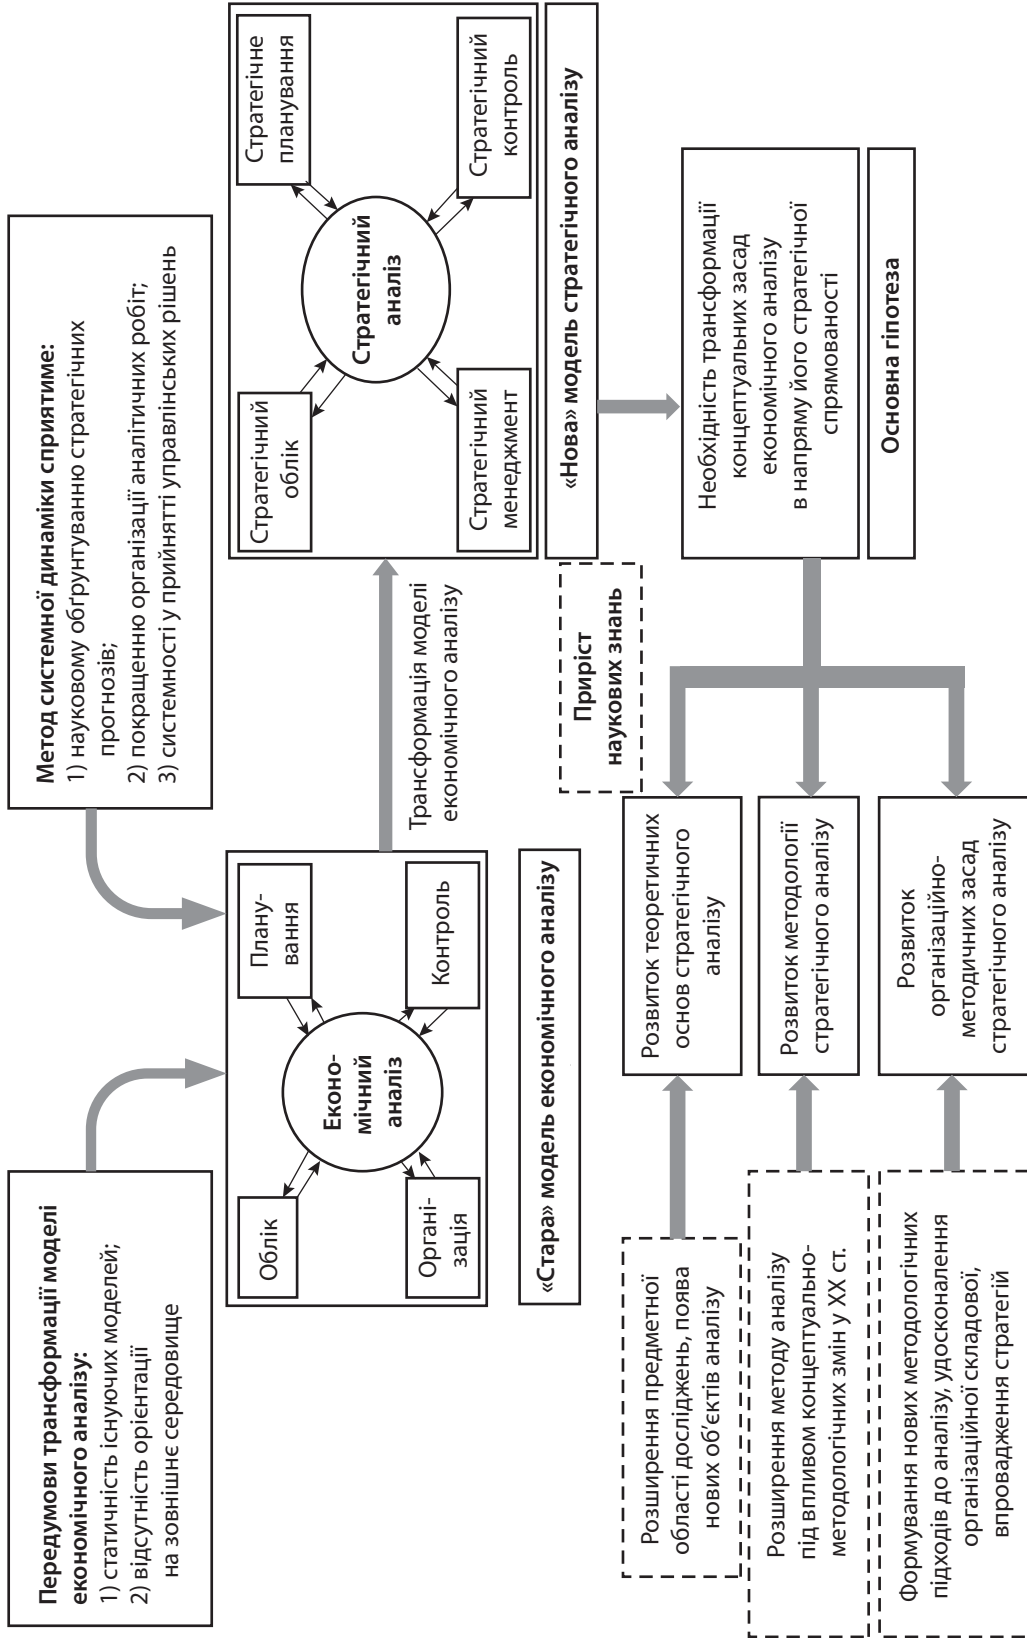 Передумови трансформації моделі
економічного аналізу:
1) статичність існуючих моделей;
2) відсутність орієнтації
на зовнішнє середовище
Метод системної динаміки сприятиме:
1) науковому обґрунтуванню стратегічних
прогнозів;
2) покращенню організації аналітичних робіт;
3) системності у прийнятті управлінських рішень
Облік
Плану-
вання
Еконо-
мічний
аналіз
Органі-
зація
Контроль
«Стара» модель економічного аналізу
Трансформація моделі
економічного аналізу
Стратегічний
облік
Стратегічне
планування
Стратегічний
аналіз
Стратегічний
менеджмент
Стратегічний
контроль
«Нова» модель стратегічного аналізу
Приріст
наукових знань
Необхідність трансформації
концептуальних засад
економічного аналізу
в напряму його стратегічної
спрямованості
Основна гіпотеза
Розширення предметної
області досліджень, поява
нових об’єктів аналізу
Розвиток теоретичних
основ стратегічного
аналізу
Розширення методу аналізу
під впливом концептуально-
методологічних змін у ХХ ст.
Розвиток методології
стратегічного аналізу
Формування нових методологічних
підходів до аналізу, удосконалення
організаційної складової,
впровадження стратегій
Розвиток
організаційно-
методичних засад
стратегічного аналізу